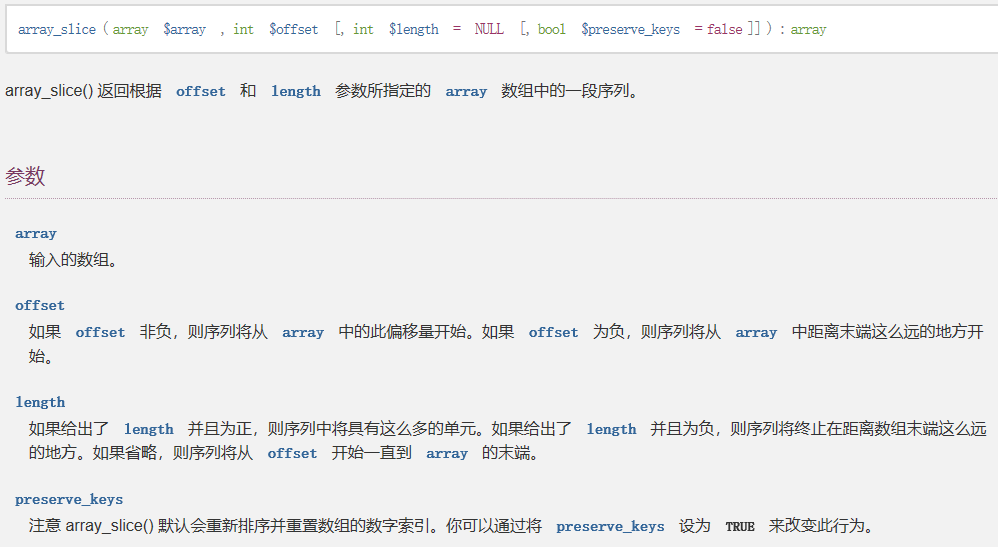 array_slice ( array $array , int $offset [, int $length = NULL [, bool $preserve_keys = false ]] ) : array
array_slice() 返回根据 offset 和 length 参数所指定的 array 数组中的一段序列。
参数
array
输入的数组。
offset
如果 offset 非负，则序列将从 array 中的此偏移量开始。如果 offset 为负，则序列将从 array 中距离末端这么远的地方开
始。
length
如果给出了 length 并且为正，则序列中将具有这么多的单元。如果给出了 length 并且为负，则序列将终止在距离数组末端这么远
的地方。如果省略，则序列将从 offset 开始一直到 array 的末端。
preserve_keys
注意 array_slice() 默认会重新排序并重置数组的数字索引。你可以通过将 preserve_keys 设为 TRUE 来改变此行为。